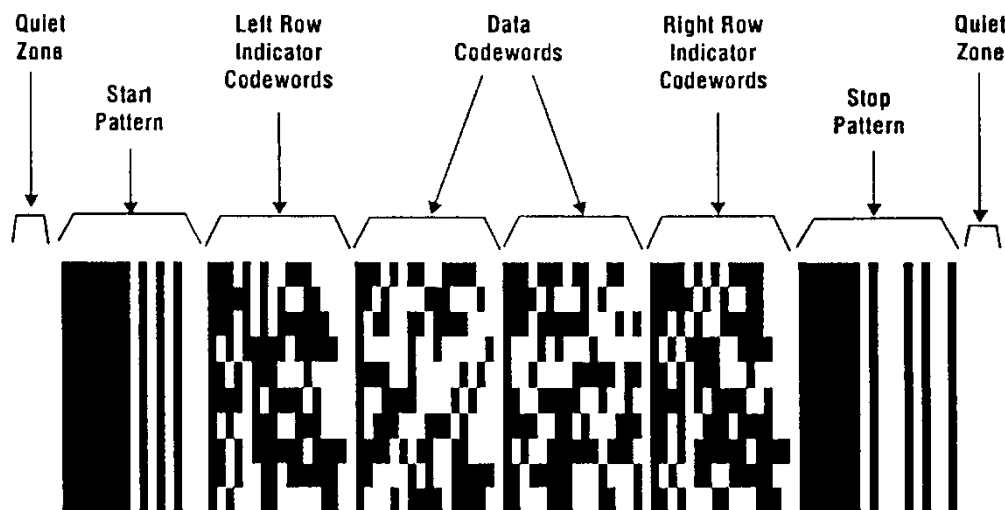 Quiet
Zone
Start
Pattern
Left Row
Indicator
Codewords
Data
Codewords
Right Row
Indicator
Codewords
Stop
Pattern
Quiet
Zone